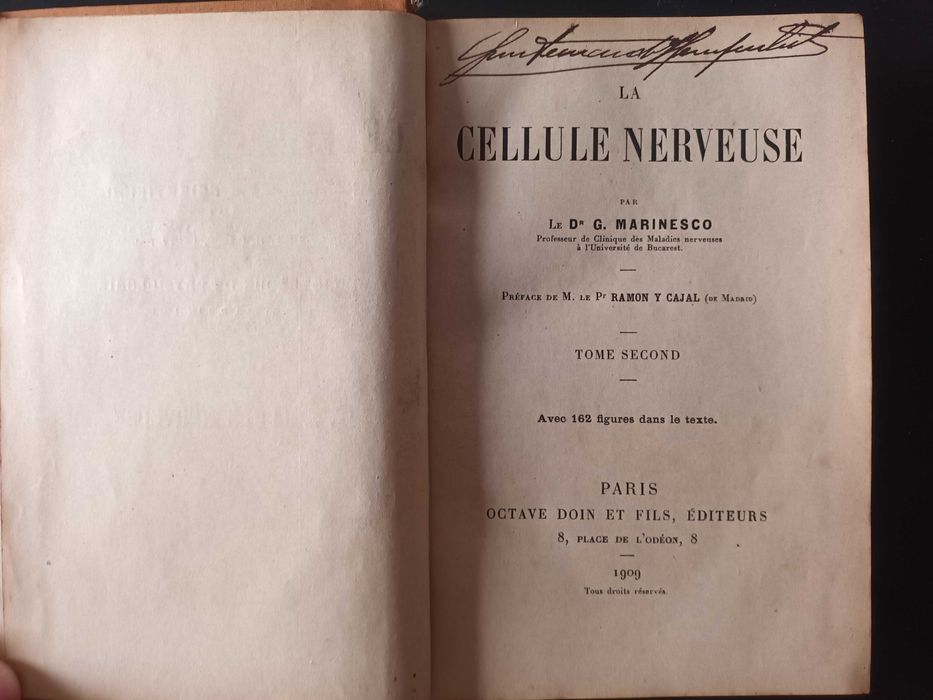 LA
CELLULE NERVEUSE
PAR
LE Dʳ G. MARINESCO
Professeur de Clinique des Maladies nerveuses
à l'Université de Bucarest.
PRÉFACE DE M. LE Pʳ RAMON Y CAJAL (DE MADRID)
TOME SECOND
Avec 162 figures dans le texte.
PARIS
OCTAVE DOIN ET FILS, ÉDITEURS
8, PLACE DE L'ODÉON, 8
1909
Tous droits réservés.